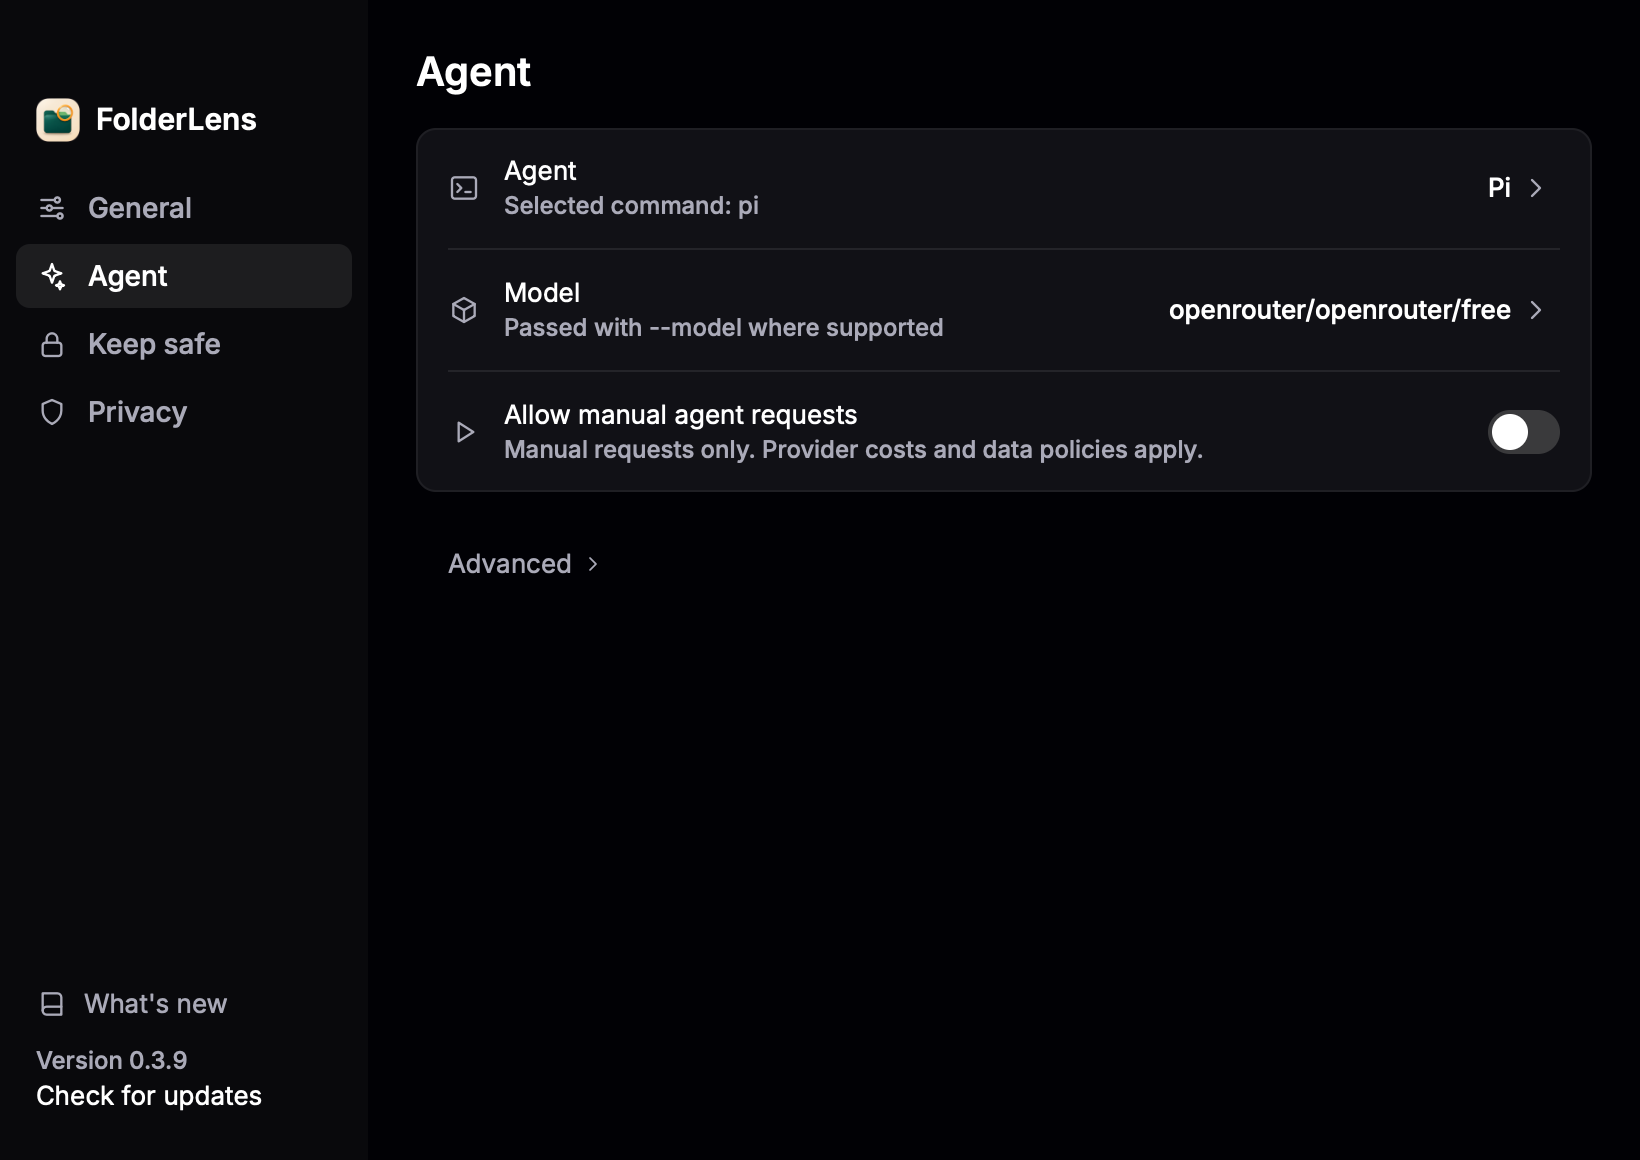 FolderLens
General
Agent
Keep safe
Privacy
What's new
Version 0.3.9
Check for updates
Agent
Agent
Selected command: pi
Pi
Model
Passed with --model where supported
openrouter/openrouter/free
Allow manual agent requests
Manual requests only. Provider costs and data policies apply.
Advanced